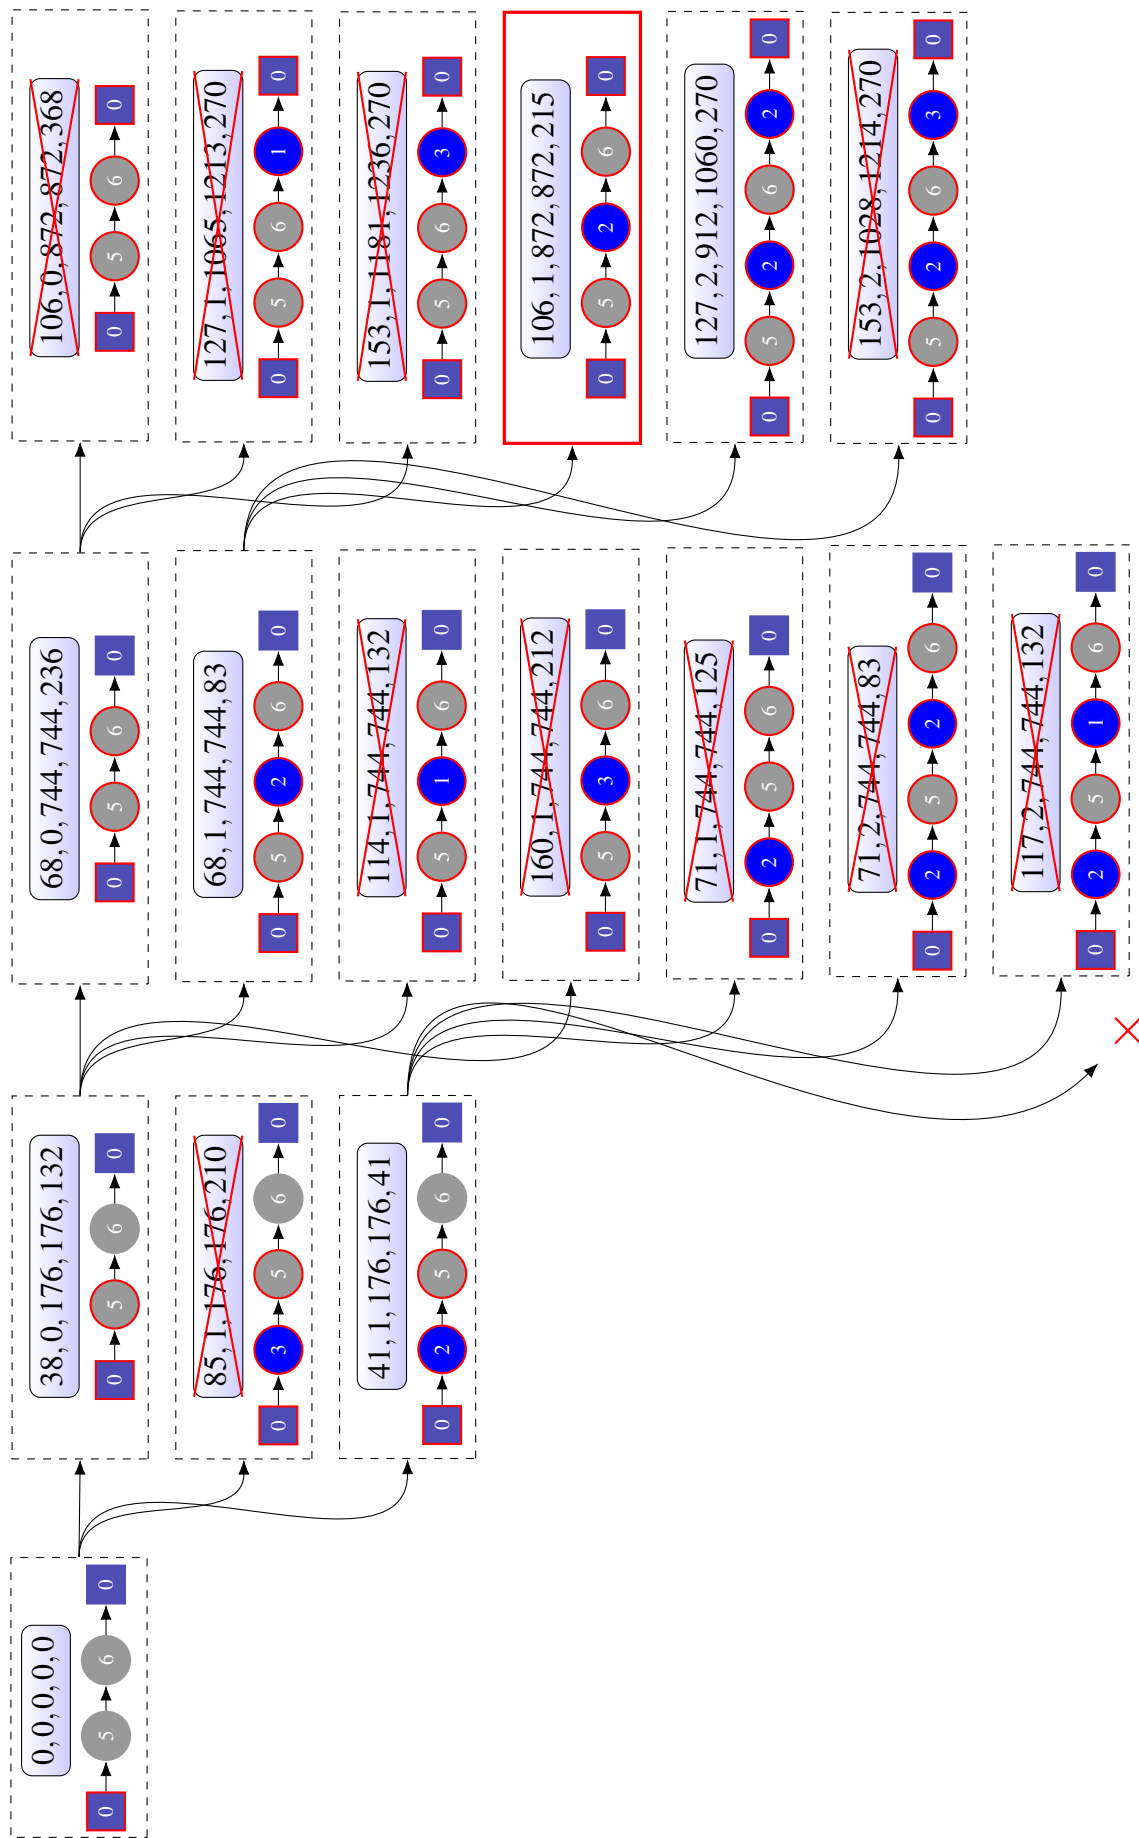 0,0,0,0,0
0 5 6 0
38,0,176,176,132
0 5 6 0
85,1,176,176,210
0 3 5 6 0
41,1,176,176,41
0 2 5 6 0
68,0,744,744,236
0 5 6 0
68,1,744,744,83
0 5 2 6 0
114,1,744,744,132
0 5 1 6 0
160,1,744,744,212
0 5 3 6 0
71,1,744,744,125
0 2 5 6 0
71,2,744,744,83
0 2 5 2 6 0
117,2,744,744,132
0 2 5 1 6 0
106,0,872,872,368
0 5 6 0
127,1,1065,1213,270
0 5 6 1 0
153,1,1181,1236,270
0 5 6 3 0
106,1,872,872,215
0 5 2 6 0
127,2,912,1060,270
0 5 2 6 2 0
153,2,1028,1214,270
0 5 2 6 3 0